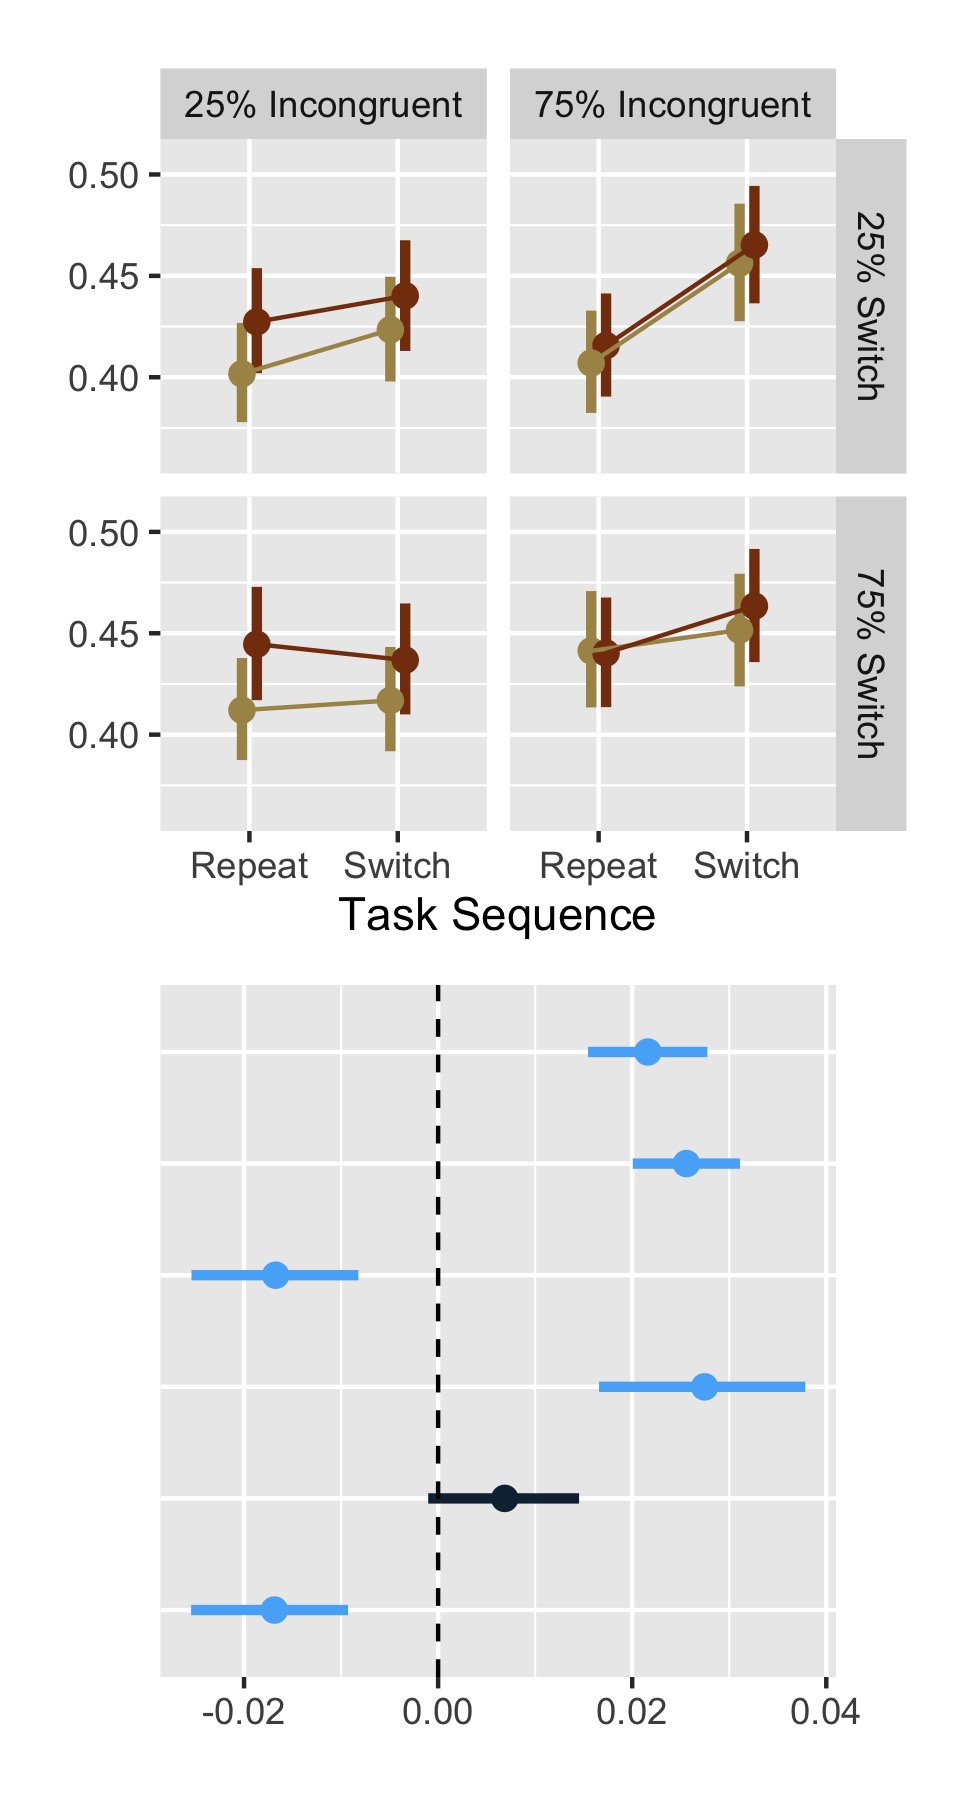 25% Incongruent 75% Incongruent
0.50
0.45
0.40
25% Switch
0.50
0.45
0.40
75% Switch
Repeat Switch Repeat Switch
Task Sequence
-0.02 0.00 0.02 0.04